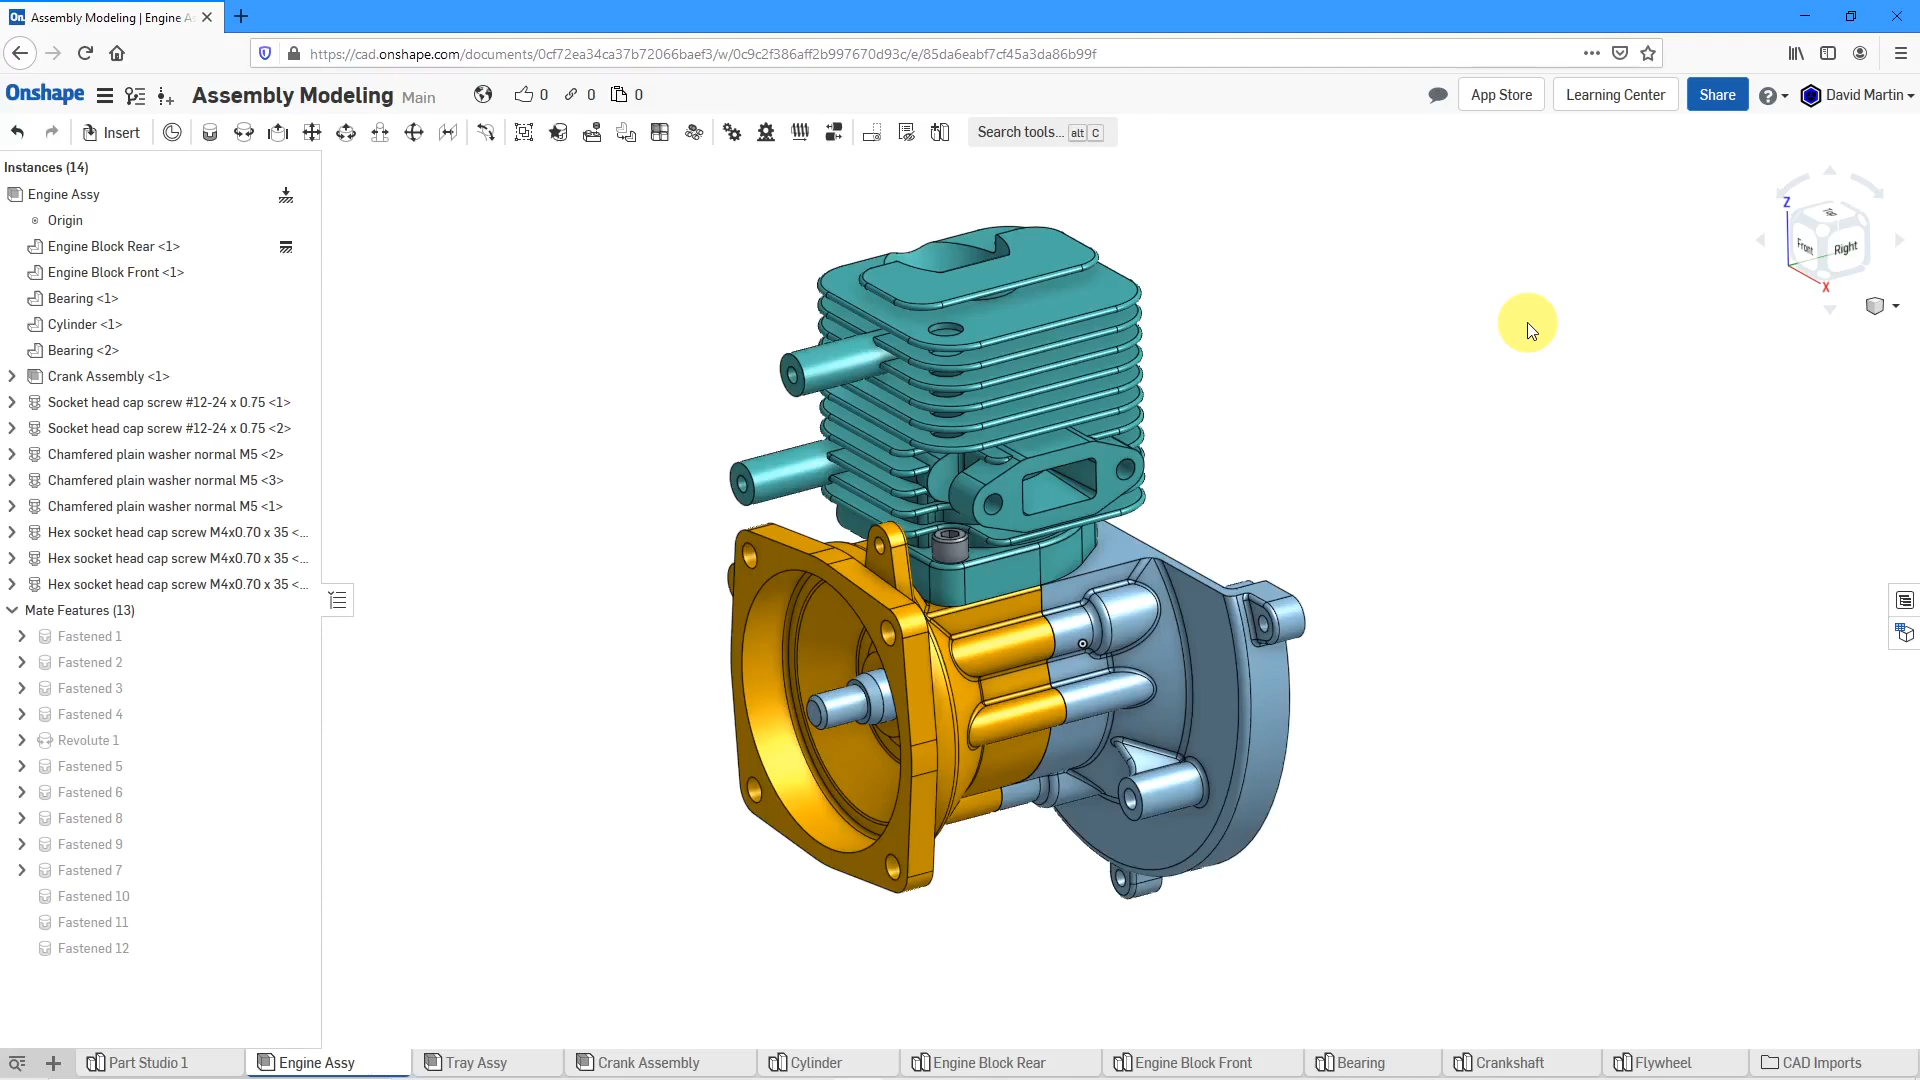 Assembly Modeling | Engine A
https://cad.onshape.com/documents/0cf72ea34ca37b72066baef3/w/0c9c2f386aff2b997670d93c/e/85da6eabf7cf45a3da86b99f
Onshape Assembly Modeling Main 0 0 0 App Store Learning Center Share David Martin
Insert Search tools... alt C
Instances (14)
Engine Assy
Origin
Engine Block Rear <1>
Engine Block Front <1>
Bearing <1>
Cylinder <1>
Bearing <2>
Crank Assembly <1>
Socket head cap screw #12-24 x 0.75 <1>
Socket head cap screw #12-24 x 0.75 <2>
Chamfered plain washer normal M5 <2>
Chamfered plain washer normal M5 <3>
Chamfered plain washer normal M5 <1>
Hex socket head cap screw M4x0.70 x 35 <...
Hex socket head cap screw M4x0.70 x 35 <...
Hex socket head cap screw M4x0.70 x 35 <...
Mate Features (13)
Fastened 1
Fastened 2
Fastened 3
Fastened 4
Revolute 1
Fastened 5
Fastened 6
Fastened 8
Fastened 9
Fastened 7
Fastened 10
Fastened 11
Fastened 12
Z
Top
Front Right
X
Part Studio 1 Engine Assy Tray Assy Crank Assembly Cylinder Engine Block Rear Engine Block Front Bearing Crankshaft Flywheel CAD Imports